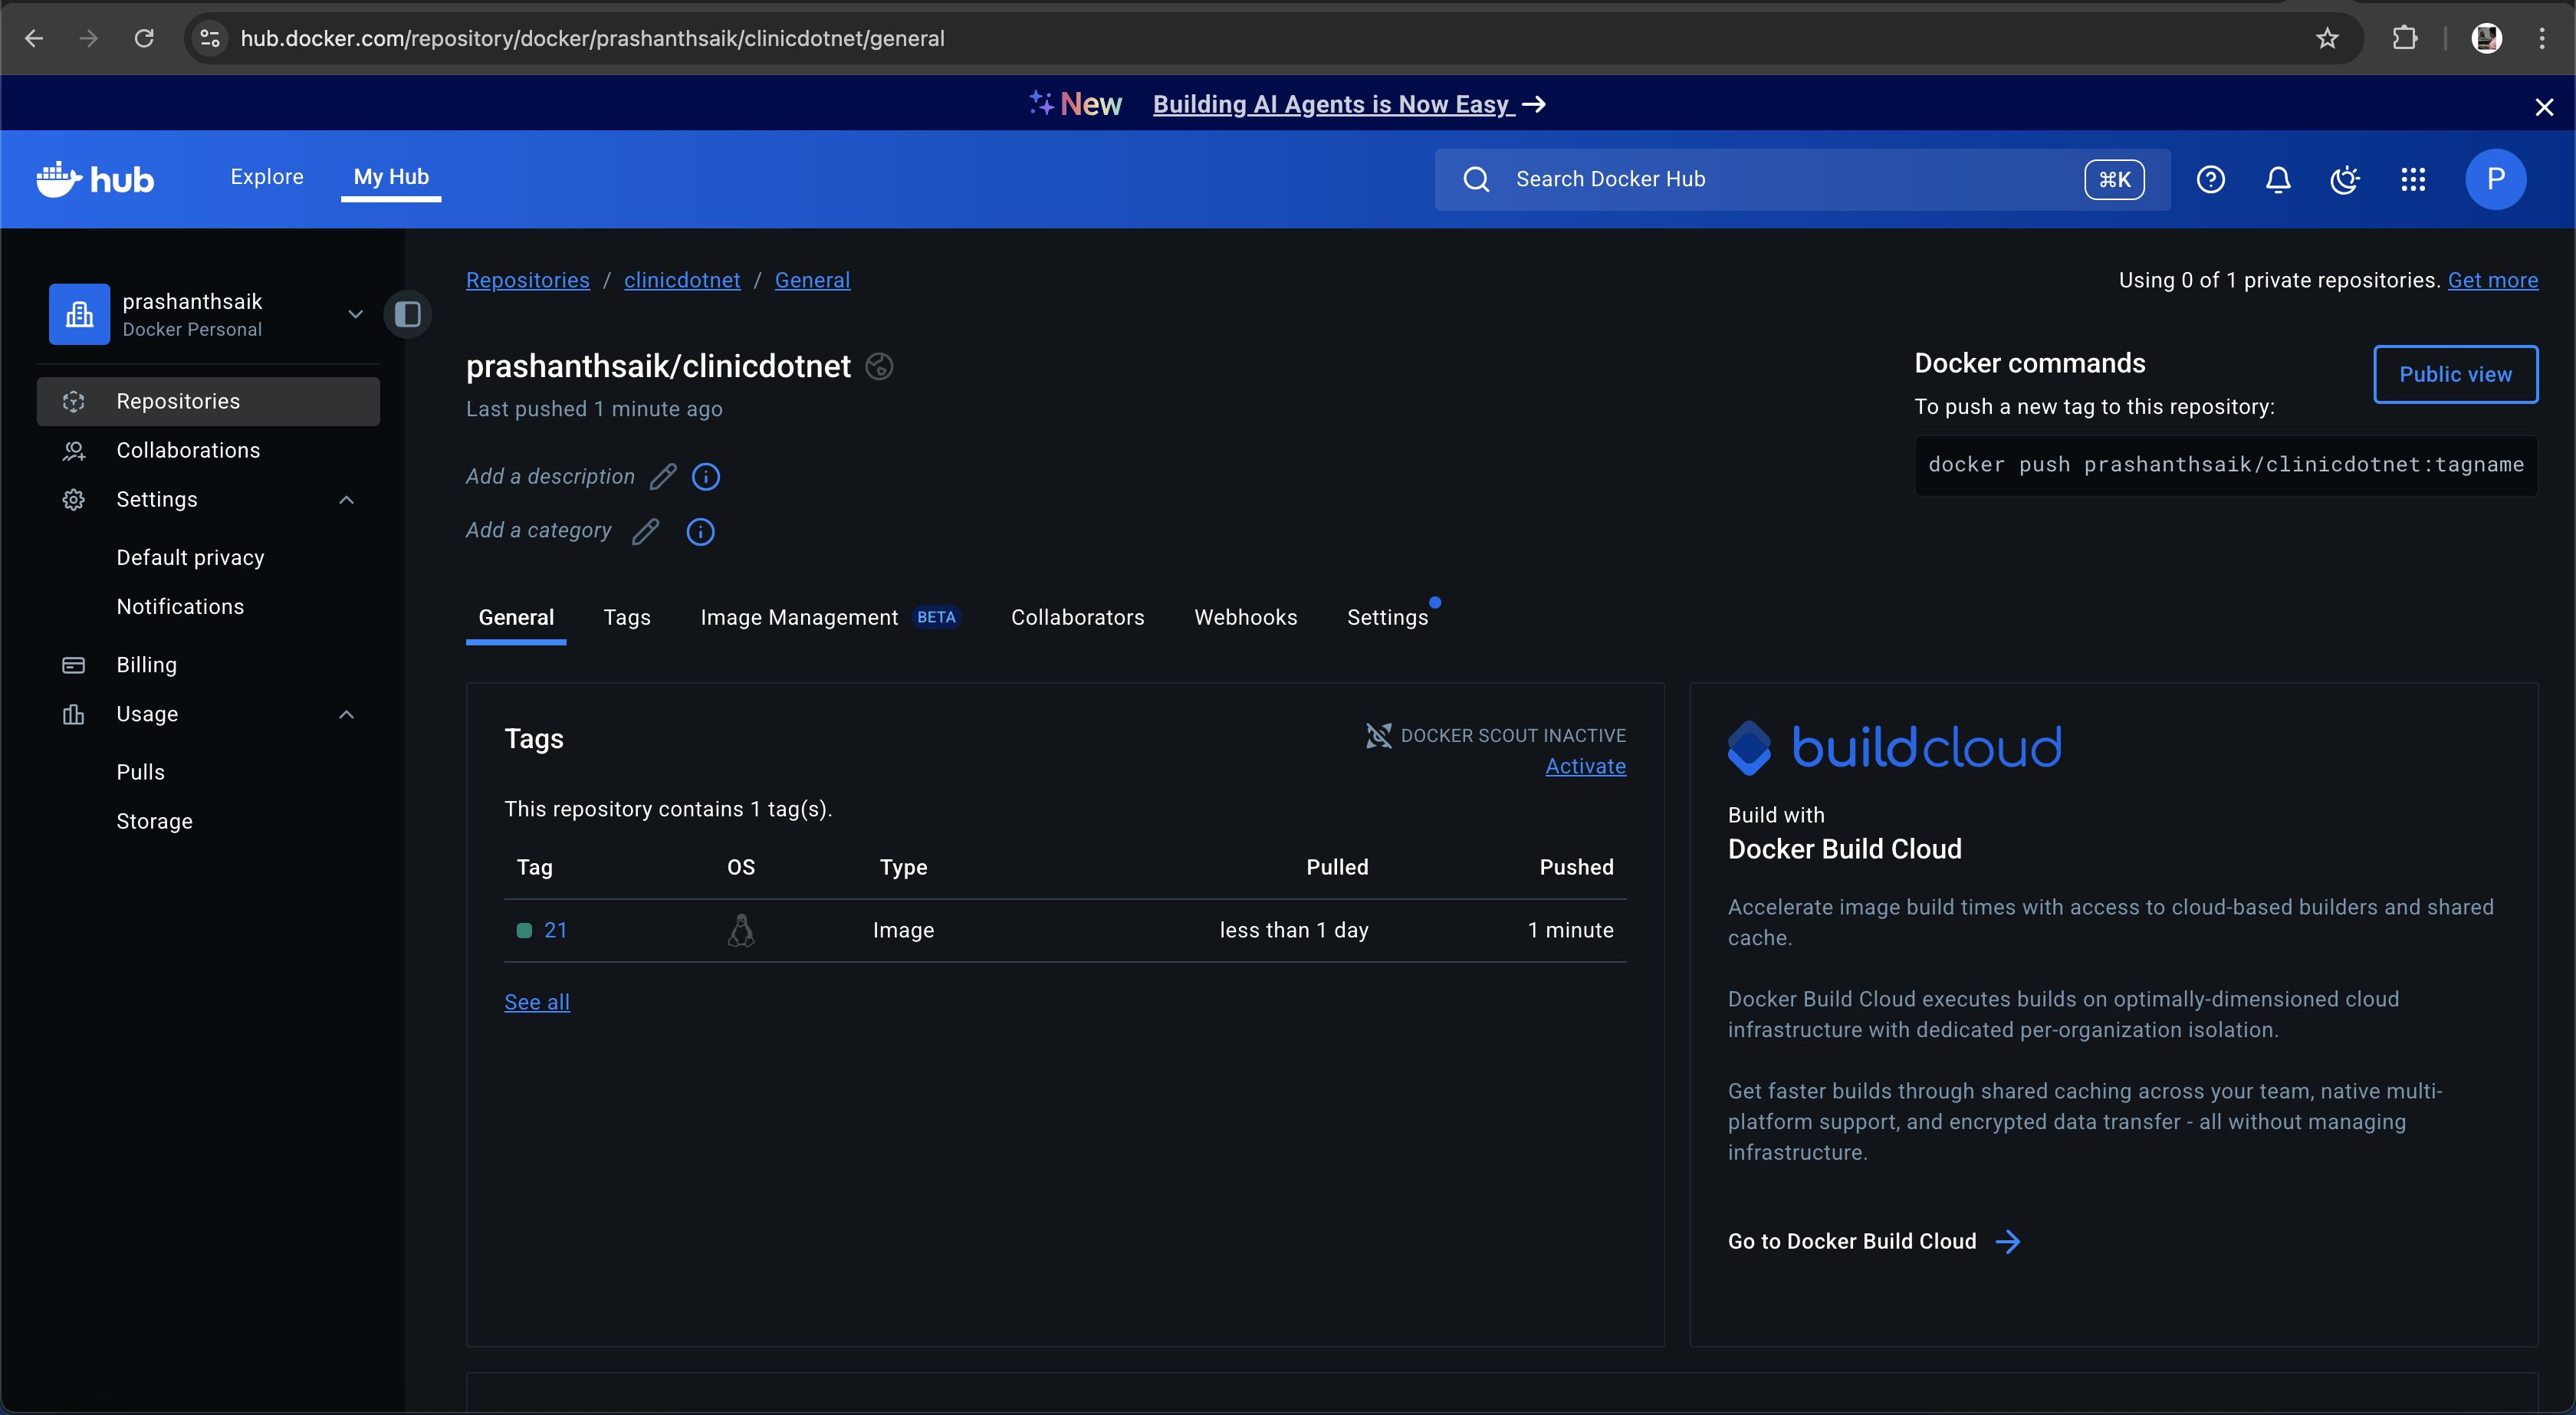 hub.docker.com/repository/docker/prashanthsaik/clinicdotnet/general
New Building AI Agents is Now Easy →
hub
Explore
My Hub
Search Docker Hub
⌘K
P
prashanthsaik
Docker Personal
Repositories
Collaborations
Settings
Default privacy
Notifications
Billing
Usage
Pulls
Storage
Repositories / clinicdotnet / General
Using 0 of 1 private repositories. Get more
prashanthsaik/clinicdotnet
Last pushed 1 minute ago
Add a description
Add a category
Docker commands
Public view
To push a new tag to this repository:
docker push prashanthsaik/clinicdotnet:tagname
General
Tags
Image Management BETA
Collaborators
Webhooks
Settings
Tags
DOCKER SCOUT INACTIVE
Activate
This repository contains 1 tag(s).
Tag OS Type Pulled Pushed
21 Image less than 1 day 1 minute
See all
buildcloud
Build with
Docker Build Cloud
Accelerate image build times with access to cloud-based builders and shared
cache.
Docker Build Cloud executes builds on optimally-dimensioned cloud
infrastructure with dedicated per-organization isolation.
Get faster builds through shared caching across your team, native multi-
platform support, and encrypted data transfer - all without managing
infrastructure.
Go to Docker Build Cloud →